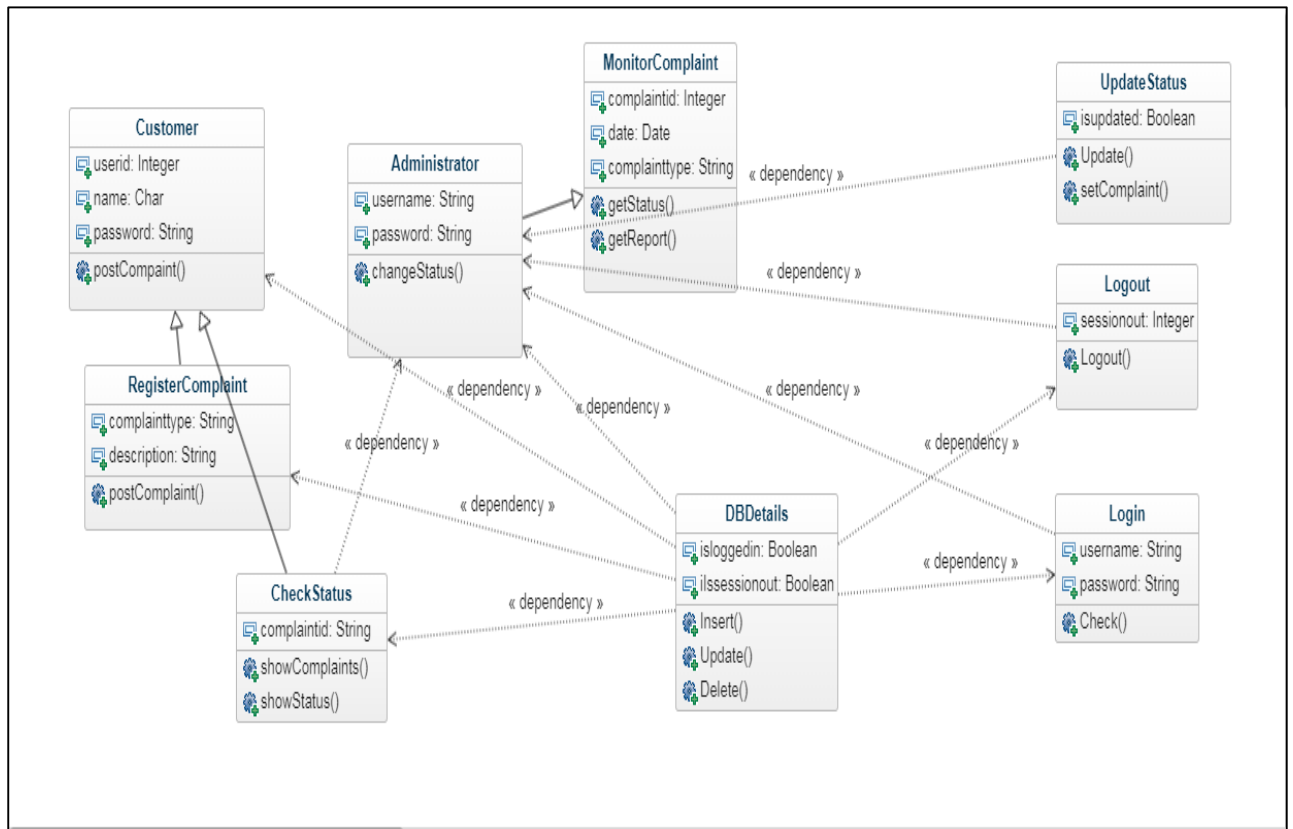 Customer
userid: Integer
name: Char
password: String
postCompaint()
Administrator
username: String
password: String
changeStatus()
MonitorComplaint
complaintid: Integer
date: Date
complainttype: String
getStatus()
getReport()
UpdateStatus
isupdated: Boolean
Update()
setComplaint()
« dependency »
« dependency »
Logout
sessionout: Integer
Logout()
RegisterComplaint
complainttype: String
description: String
postComplaint()
« dependency »
« dependency »
« dependency »
« dependency »
« dependency »
« dependency »
DBDetails
isloggedin: Boolean
ilssessionout: Boolean
Insert()
Update()
Delete()
Login
username: String
password: String
Check()
« dependency »
« dependency »
CheckStatus
complaintid: String
showComplaints()
showStatus()